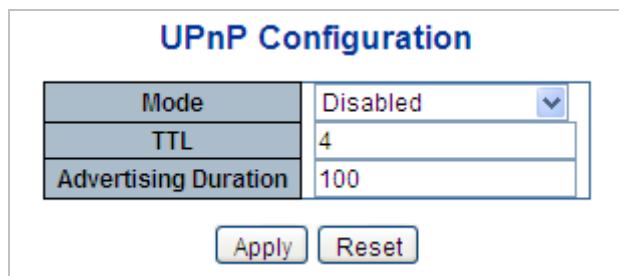 UPnP Configuration
Mode Disabled
TTL 4
Advertising Duration 100
Apply Reset